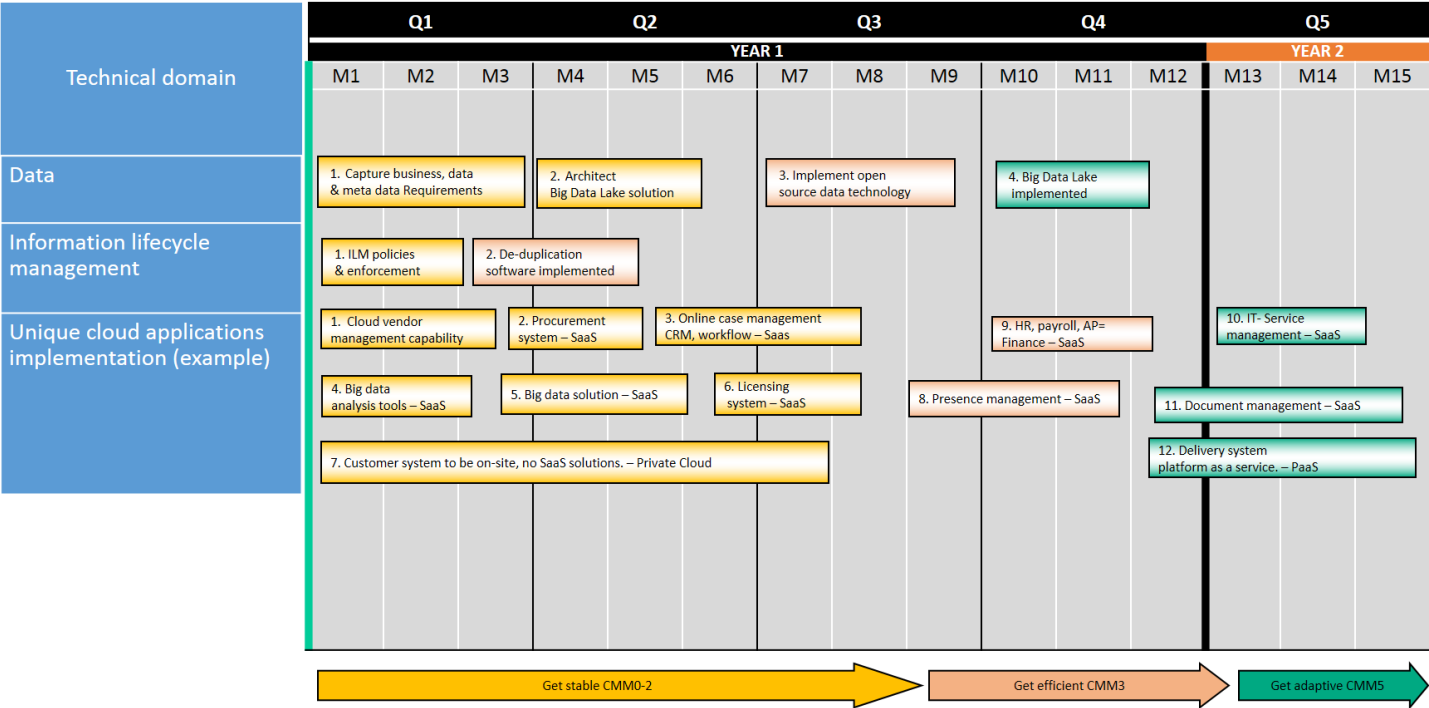 Technical domain
Q1
Q2
Q3
Q4
Q5
YEAR 1
YEAR 2
M1
M2
M3
M4
M5
M6
M7
M8
M9
M10
M11
M12
M13
M14
M15
Data
1. Capture business, data
& meta data Requirements
2. Architect
Big Data Lake solution
3. Implement open
source data technology
4. Big Data Lake
implemented
Information lifecycle
management
1. ILM policies
& enforcement
2. De-duplication
software implemented
Unique cloud applications
implementation (example)
1. Cloud vendor
management capability
2. Procurement
system – SaaS
3. Online case management
CRM, workflow – Saas
9. HR, payroll, AP=
Finance – SaaS
10. IT- Service
management – SaaS
4. Big data
analysis tools – SaaS
5. Big data solution – SaaS
6. Licensing
system – SaaS
8. Presence management – SaaS
11. Document management – SaaS
7. Customer system to be on-site, no SaaS solutions. – Private Cloud
12. Delivery system
platform as a service. – PaaS
Get stable CMM0-2
Get efficient CMM3
Get adaptive CMM5